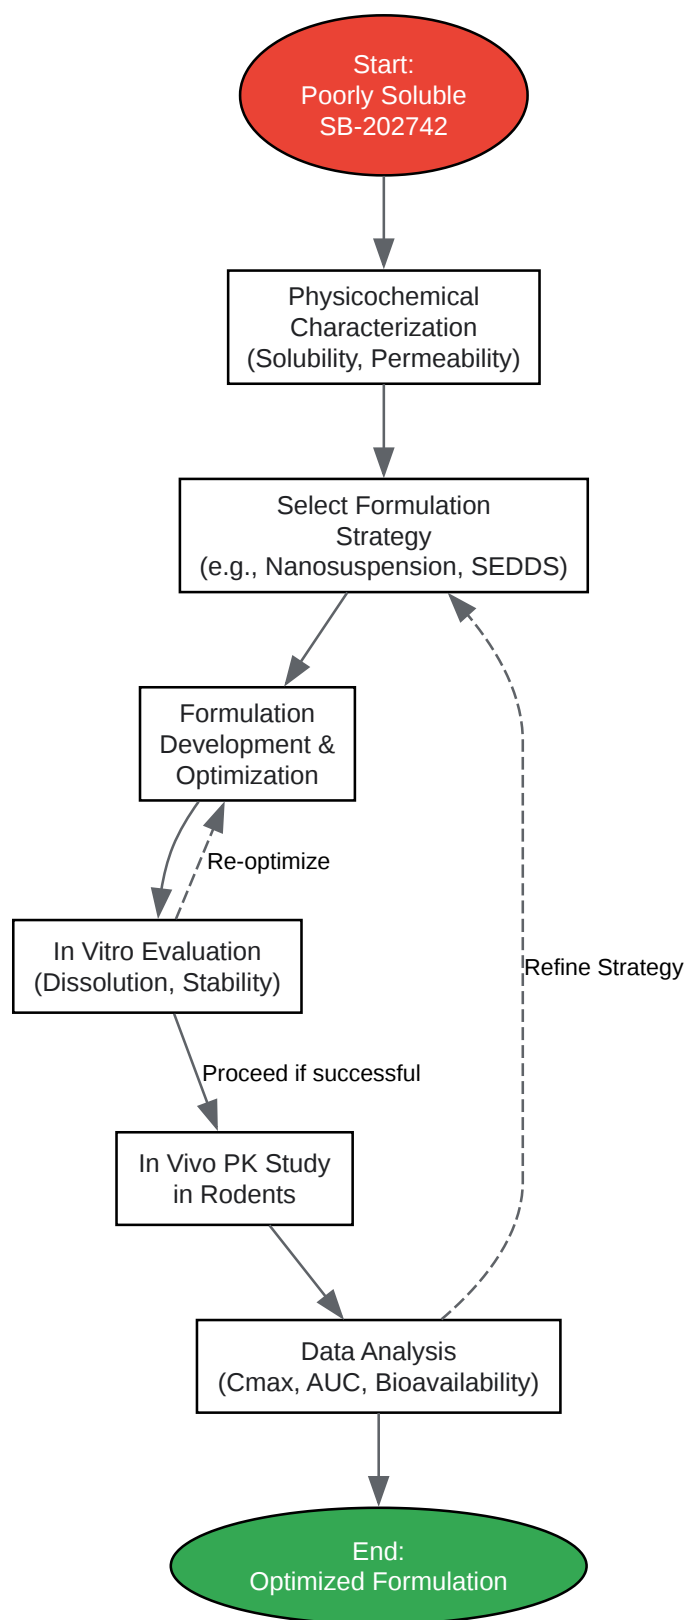 Start:
Poorly Soluble
SB-202742
Physicochemical
Characterization
(Solubility, Permeability)
Select Formulation
Strategy
(e.g., Nanosuspension, SEDDS)
Formulation
Development &
Optimization
Re-optimize
In Vitro Evaluation
(Dissolution, Stability)
Refine Strategy
Proceed if successful
In Vivo PK Study
in Rodents
Data Analysis
(Cmax, AUC, Bioavailability)
End:
Optimized Formulation